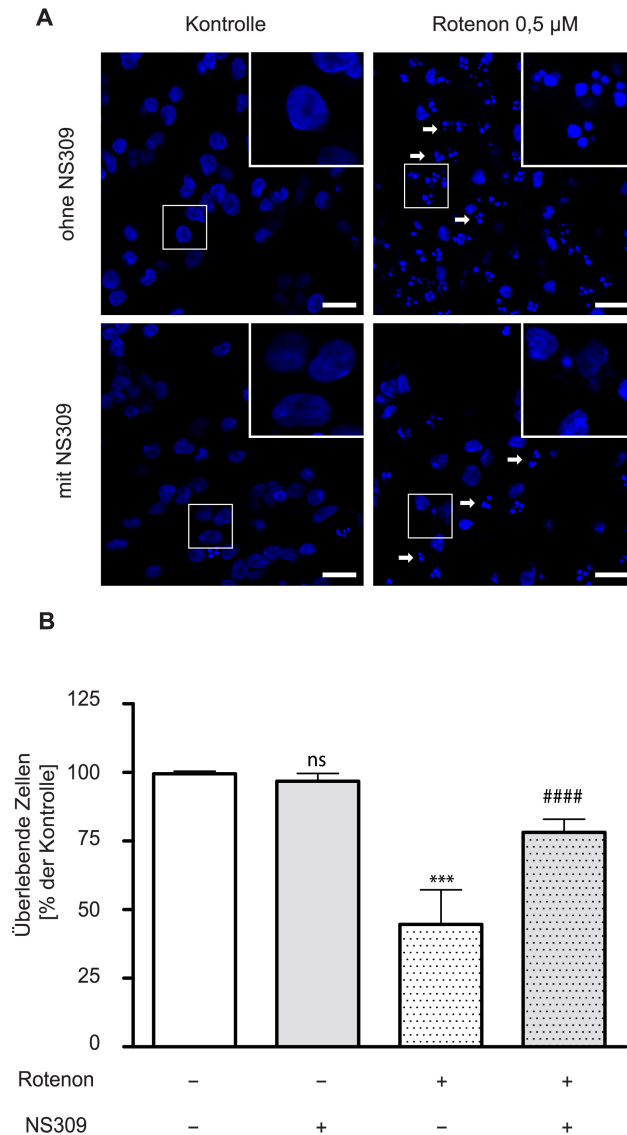 A
Kontrolle
Rotenon 0,5 µM
ohne NS309
mit NS309
B
Überlebende Zellen
[% der Kontrolle]
125
100
75
50
25
0
ns
***
####
Rotenon – – + +
NS309 – + – +